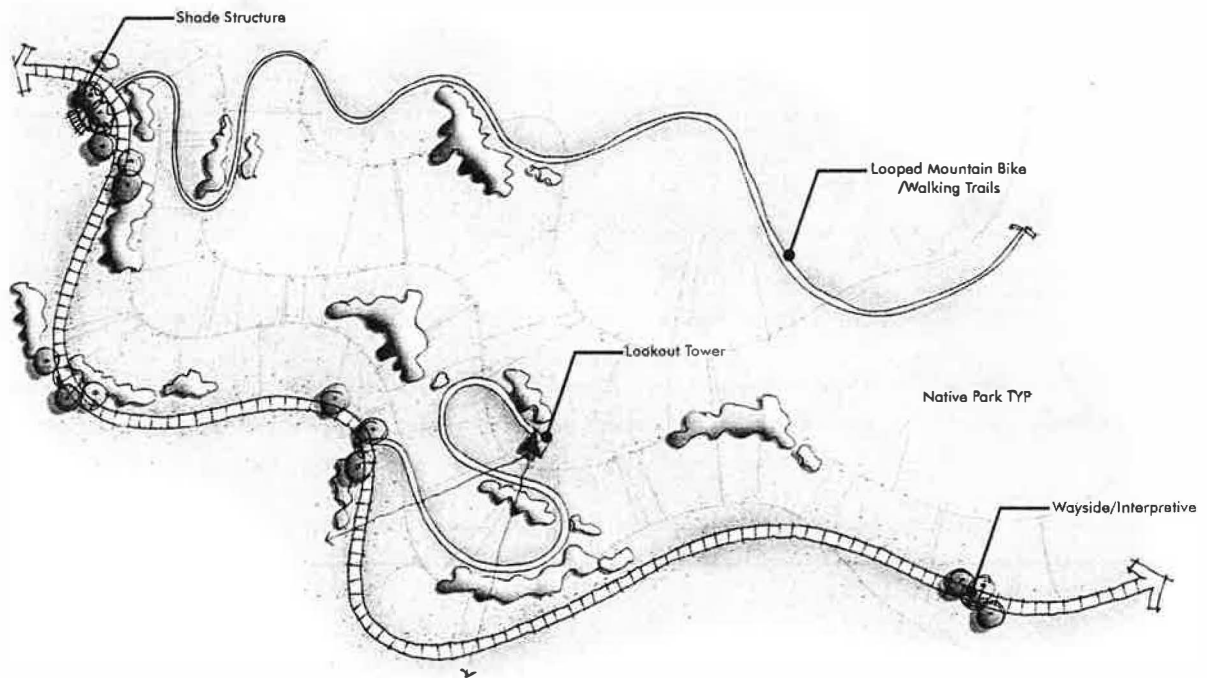 Shade Structure
Looped Mountain Bike
/Walking Trails
Lookout Tower
Native Park TYP
Wayside/Interpretive